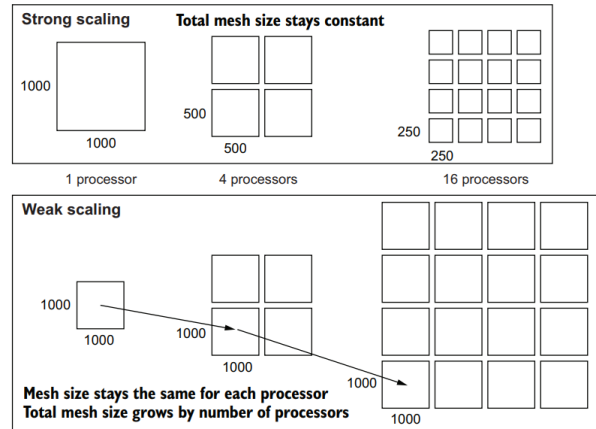 Strong scaling
Total mesh size stays constant
1000
1000
500
500
250
250
1 processor
4 processors
16 processors
Weak scaling
1000
1000
1000
1000
1000
1000
Mesh size stays the same for each processor
Total mesh size grows by number of processors